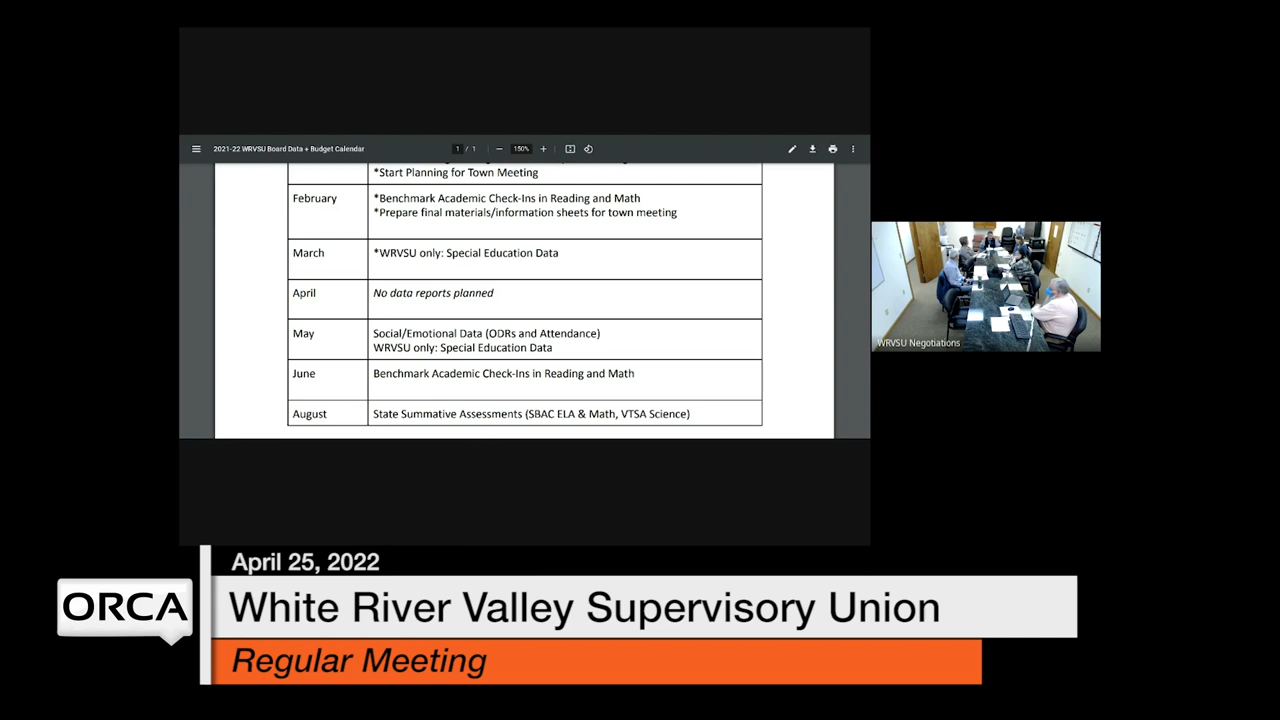 2021-22 WRVSU Board Data + Budget Calendar
1 / 1
150%
*Start Planning for Town Meeting
February
*Benchmark Academic Check-Ins in Reading and Math
*Prepare final materials/information sheets for town meeting
March
*WRVSU only: Special Education Data
April
No data reports planned
May
Social/Emotional Data (ODRs and Attendance)
WRVSU only: Special Education Data
June
Benchmark Academic Check-Ins in Reading and Math
August
State Summative Assessments (SBAC ELA & Math, VTSA Science)
WRVSU Negotiations
April 25, 2022
ORCA
White River Valley Supervisory Union
Regular Meeting